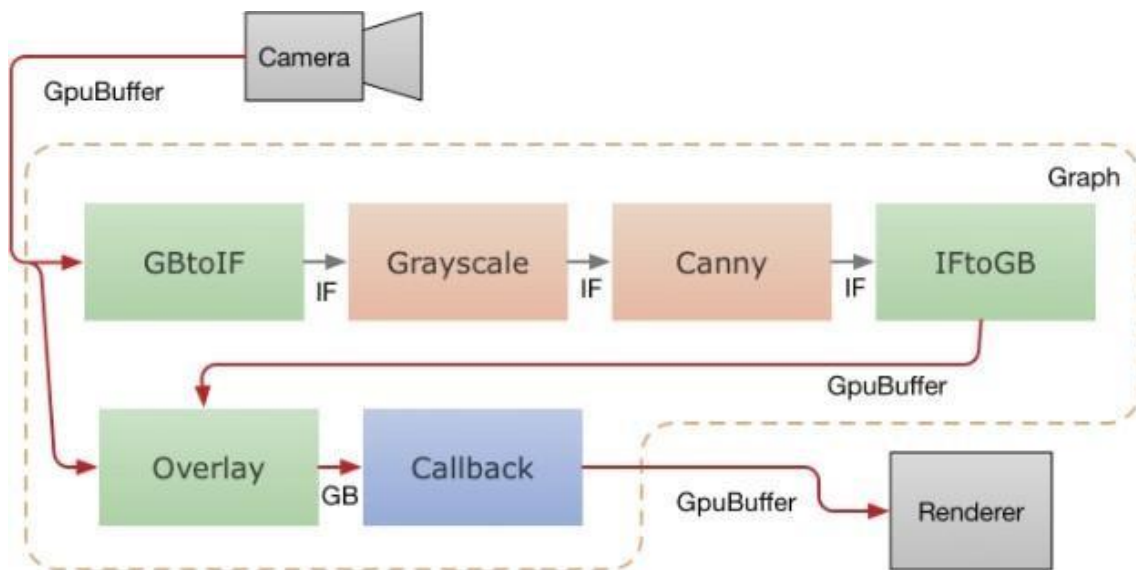 Camera
GpuBuffer
Graph
GBtoIF
IF
Grayscale
IF
Canny
IF
IFtoGB
GpuBuffer
Overlay
GB
Callback
GpuBuffer
Renderer